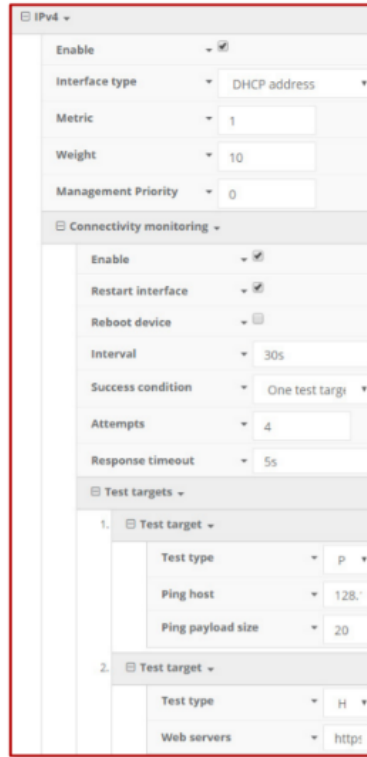 IPv4
Enable
Interface type DHCP address
Metric 1
Weight 10
Management Priority 0
Connectivity monitoring
Enable
Restart interface
Reboot device
Interval 30s
Success condition One test targe
Attempts 4
Response timeout 5s
Test targets
1. Test target
Test type P
Ping host 128.
Ping payload size 20
2. Test target
Test type H
Web servers https